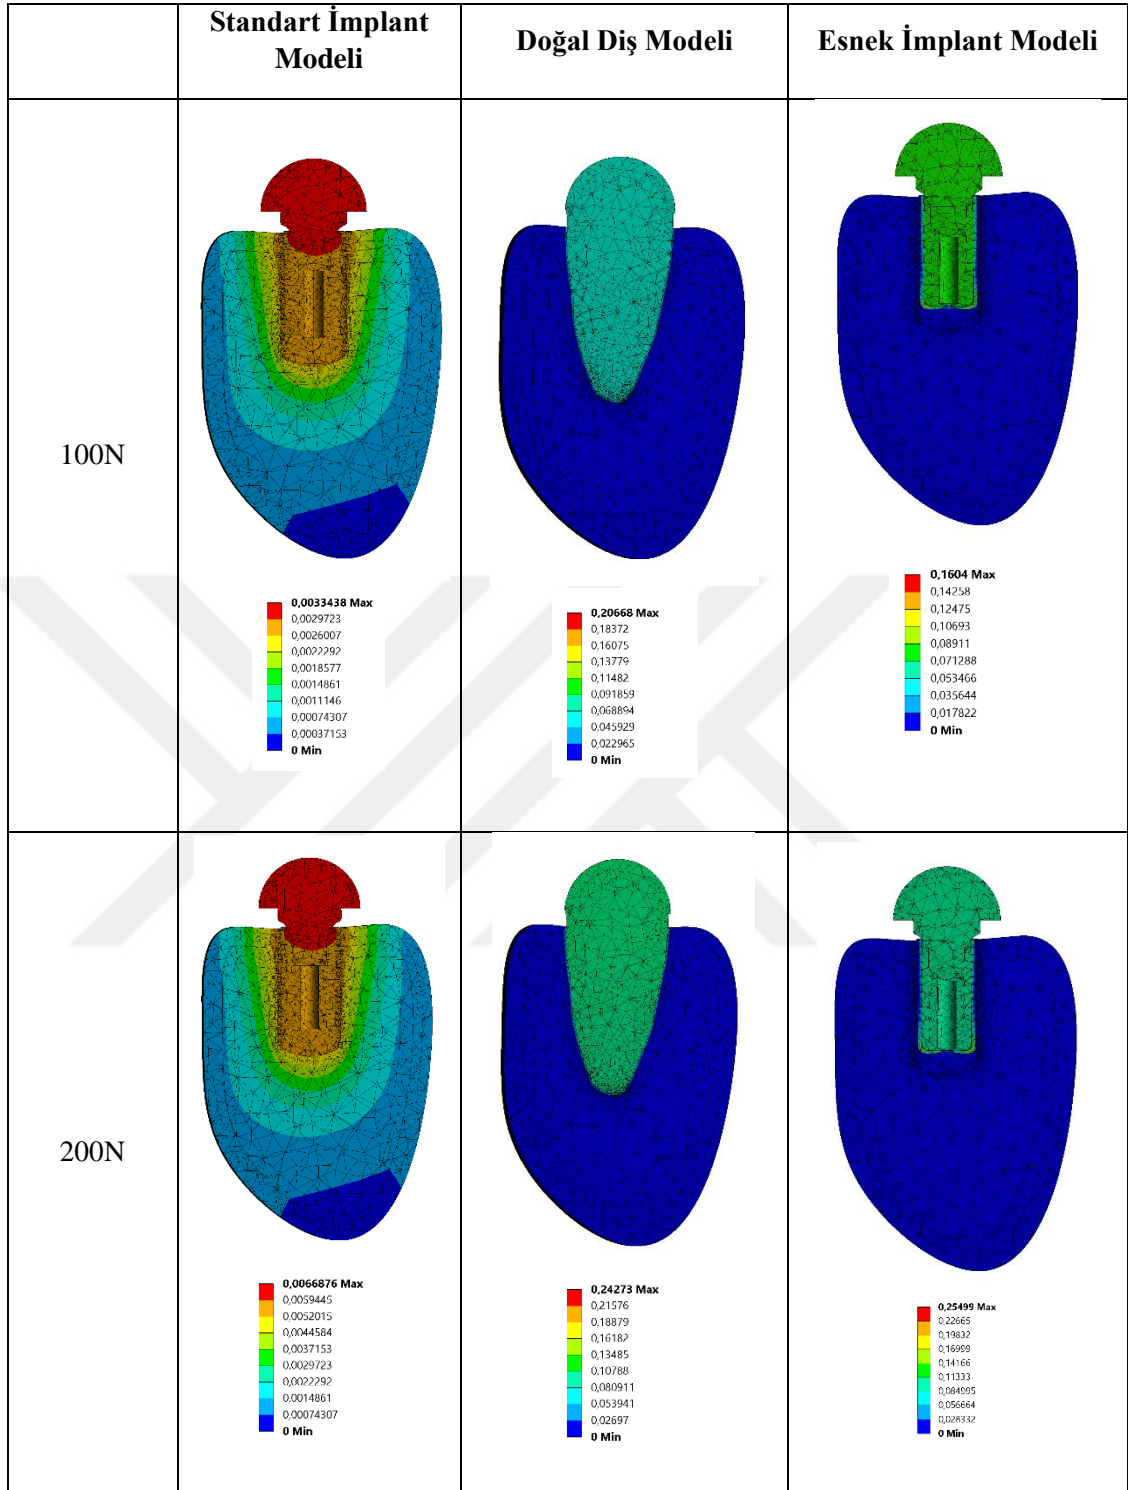 Standart İmplant
Modeli
Doğal Diş Modeli
Esnek İmplant Modeli
100N
0,0033438 Max
0,0029723
0,0026007
0,0022292
0,0018577
0,0014861
0,0011146
0,00074307
0,00037153
0 Min
0,20668 Max
0,18372
0,16075
0,13779
0,11482
0,091859
0,068894
0,045929
0,022965
0 Min
0,1604 Max
0,14258
0,12475
0,10693
0,08911
0,071288
0,053466
0,035644
0,017822
0 Min
200N
0,0066876 Max
0,0059445
0,0052015
0,0044584
0,0037153
0,0029723
0,0022292
0,0014861
0,00074307
0 Min
0,24273 Max
0,21576
0,18879
0,16182
0,13485
0,10788
0,080911
0,053941
0,02697
0 Min
0,25499 Max
0,22665
0,19832
0,16999
0,14166
0,11333
0,084995
0,056664
0,028332
0 Min